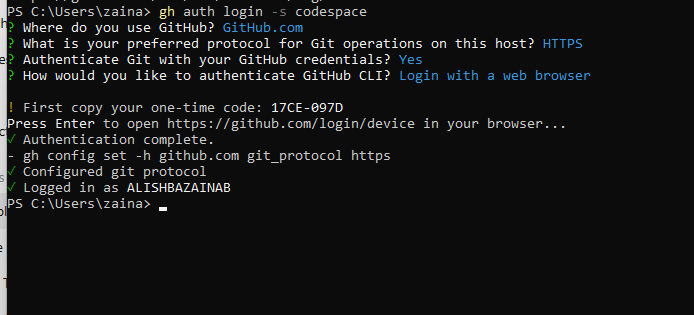 PS C:\Users\zaina> gh auth login -s codespace
? Where do you use GitHub? GitHub.com
? What is your preferred protocol for Git operations on this host? HTTPS
? Authenticate Git with your GitHub credentials? Yes
? How would you like to authenticate GitHub CLI? Login with a web browser
! First copy your one-time code: 17CE-097D
Press Enter to open https://github.com/login/device in your browser...
✓ Authentication complete.
- gh config set -h github.com git_protocol https
✓ Configured git protocol
✓ Logged in as ALISHBAZAINAB
PS C:\Users\zaina>